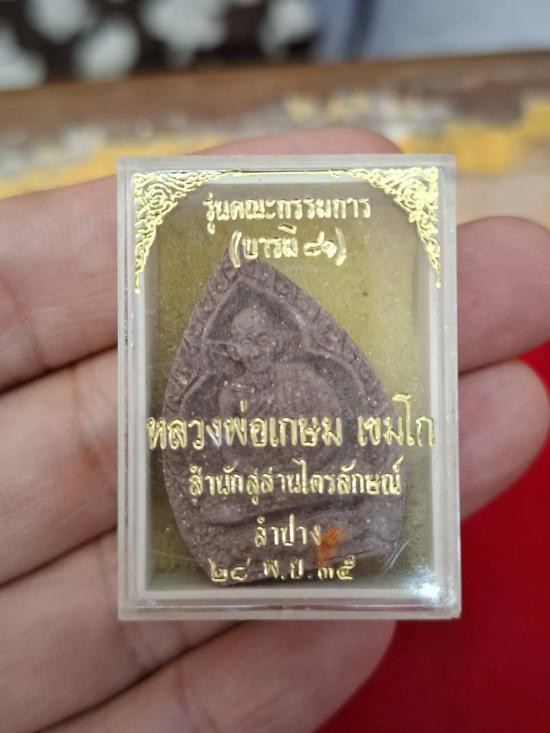 รุ่นคณะกรรมการ
(บารมี ๘๑)
หลวงพ่อเกษม เขมโก
สำนักสุสานไตรลักษณ์
ลำปาง
๒๘ พ.ย. ๓๕